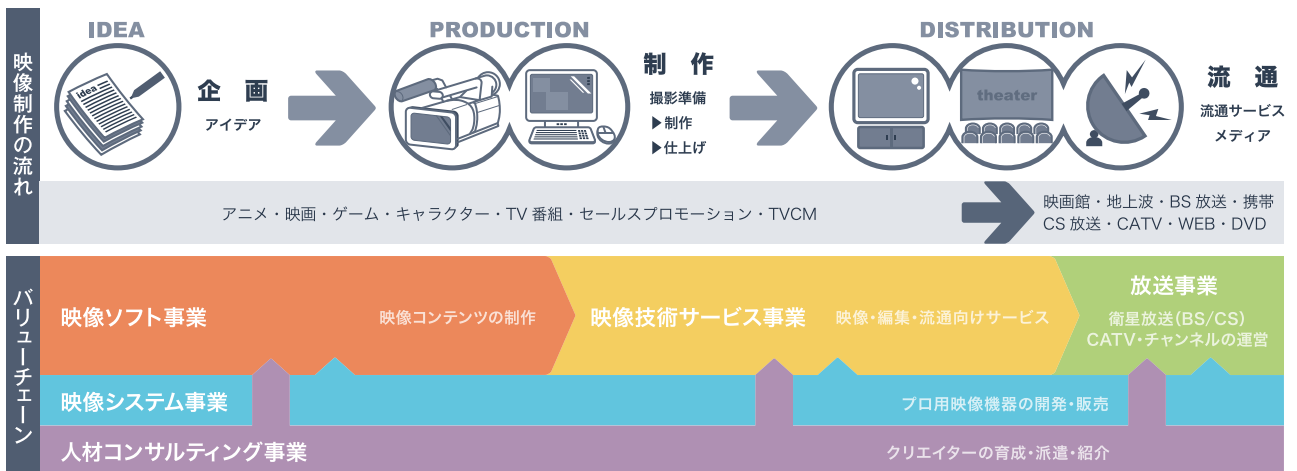 映像制作の流れ
IDEA
idea
企画
アイデア
PRODUCTION
制作
撮影準備
▶制作
▶仕上げ
DISTRIBUTION
theater
流通
流通サービス
メディア
アニメ・映画・ゲーム・キャラクター・TV番組・セールスプロモーション・TVCM
映画館・地上波・BS放送・携帯
CS放送・CATV・WEB・DVD
バリューチェーン
映像ソフト事業
映像コンテンツの制作
映像技術サービス事業
映像・編集・流通向けサービス
放送事業
衛星放送(BS/CS)
CATV・チャンネルの運営
映像システム事業
プロ用映像機器の開発・販売
人材コンサルティング事業
クリエイターの育成・派遣・紹介